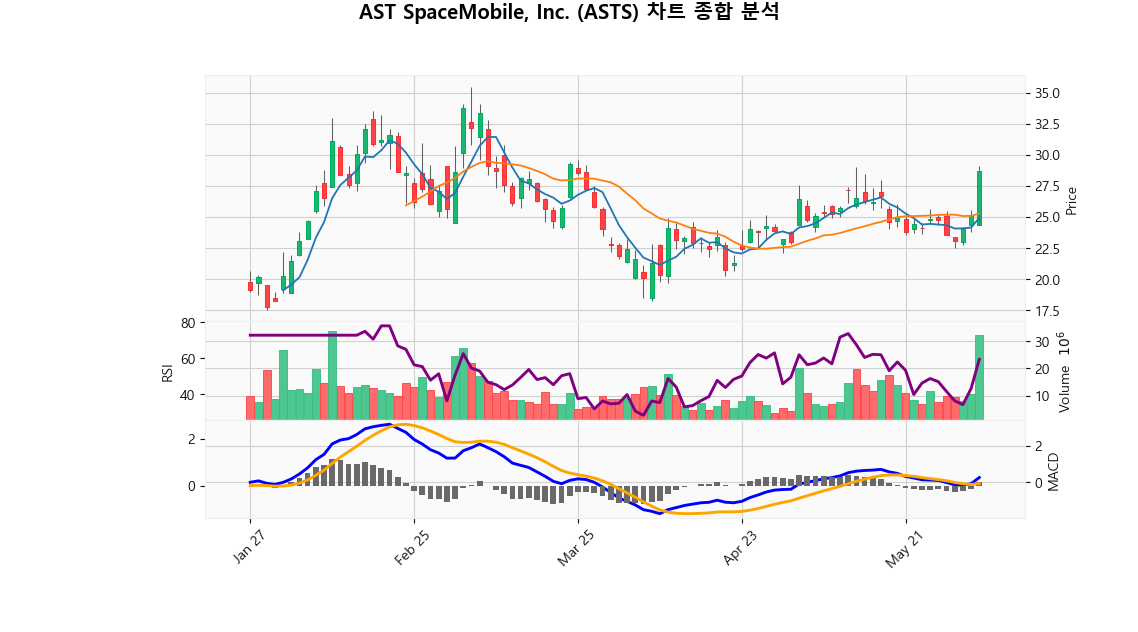 AST SpaceMobile, Inc. (ASTS) 차트 종합 분석
35.0
32.5
30.0
27.5
25.0
22.5
20.0
17.5
Price
80
60
40
RSI
30
20
10
Volume 10⁶
2
0
2
0
MACD
Jan 27
Feb 25
Mar 25
Apr 23
May 21